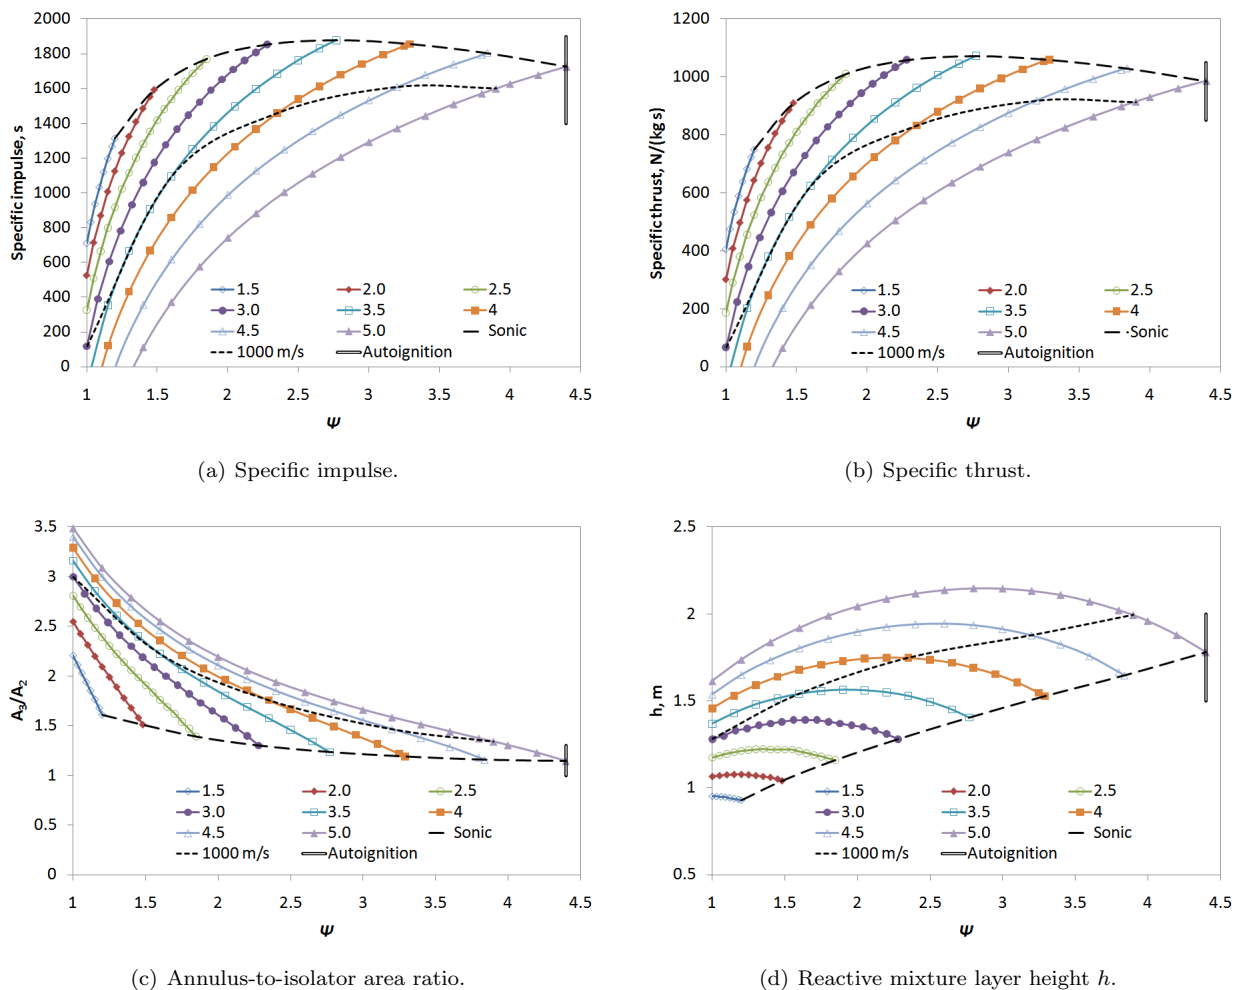 2000
1800
1600
1400
1200
1000
800
600
400
200
0
Specific impulse, s
1.5 2.0 2.5
3.0 3.5 4
4.5 5.0 Sonic
1000 m/s Autoignition
1 1.5 2 2.5 3 3.5 4 4.5
Ψ
(a) Specific impulse.
1200
1000
800
600
400
200
0
Specific thrust, N/(kg s)
1.5 2.0 2.5
3.0 3.5 4
4.5 5.0 Sonic
1000 m/s Autoignition
1 1.5 2 2.5 3 3.5 4 4.5
Ψ
(b) Specific thrust.
3.5
3
2.5
2
1.5
1
0.5
0
A3/A2
1.5 2.0 2.5
3.0 3.5 4
4.5 5.0 Sonic
1000 m/s Autoignition
1 1.5 2 2.5 3 3.5 4 4.5
Ψ
(c) Annulus-to-isolator area ratio.
2.5
2
1.5
1
0.5
h, m
1.5 2.0 2.5
3.0 3.5 4
4.5 5.0 Sonic
1000 m/s Autoignition
1 1.5 2 2.5 3 3.5 4 4.5
Ψ
(d) Reactive mixture layer height h.